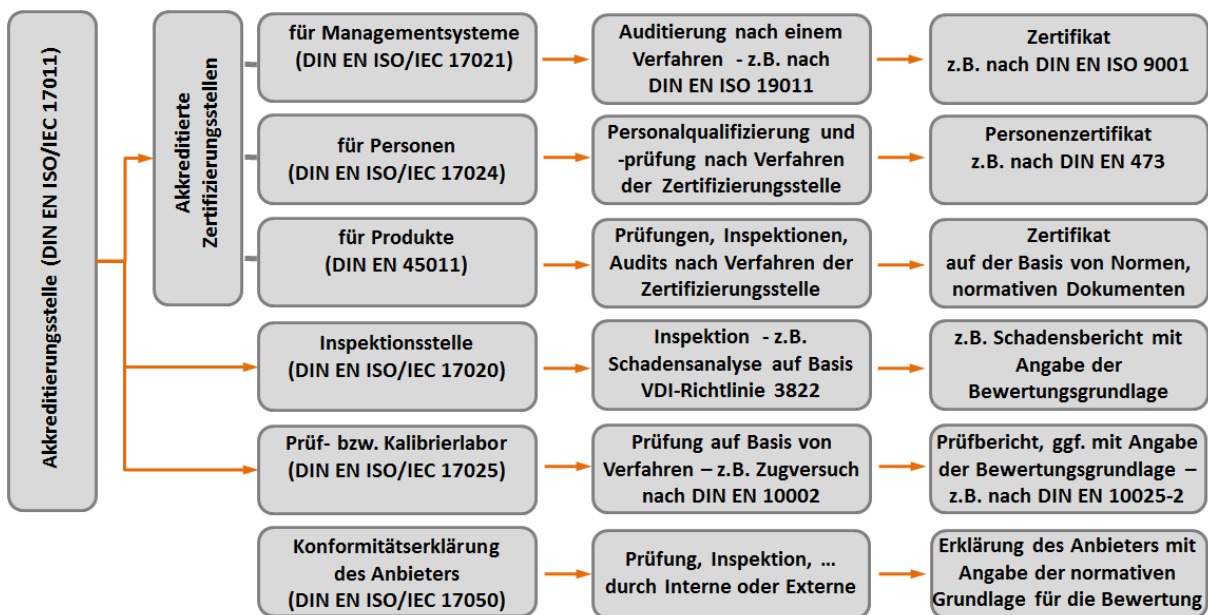 Akkreditierungsstelle (DIN EN ISO/IEC 17011)
Akkreditierte
Zertifizierungsstellen
für Managementsysteme
(DIN EN ISO/IEC 17021)
Auditierung nach einem
Verfahren - z.B. nach
DIN EN ISO 19011
Zertifikat
z.B. nach DIN EN ISO 9001
für Personen
(DIN EN ISO/IEC 17024)
Personalqualifizierung und
-prüfung nach Verfahren
der Zertifizierungsstelle
Personenzertifikat
z.B. nach DIN EN 473
für Produkte
(DIN EN 45011)
Prüfungen, Inspektionen,
Audits nach Verfahren der
Zertifizierungsstelle
Zertifikat
auf der Basis von Normen,
normativen Dokumenten
Inspektionsstelle
(DIN EN ISO/IEC 17020)
Inspektion - z.B.
Schadensanalyse auf Basis
VDI-Richtlinie 3822
z.B. Schadensbericht mit
Angabe der
Bewertungsgrundlage
Prüf- bzw. Kalibrierlabor
(DIN EN ISO/IEC 17025)
Prüfung auf Basis von
Verfahren – z.B. Zugversuch
nach DIN EN 10002
Prüfbericht, ggf. mit Angabe
der Bewertungsgrundlage –
z.B. nach DIN EN 10025-2
Konformitätserklärung
des Anbieters
(DIN EN ISO/IEC 17050)
Prüfung, Inspektion, ...
durch Interne oder Externe
Erklärung des Anbieters mit
Angabe der normativen
Grundlage für die Bewertung